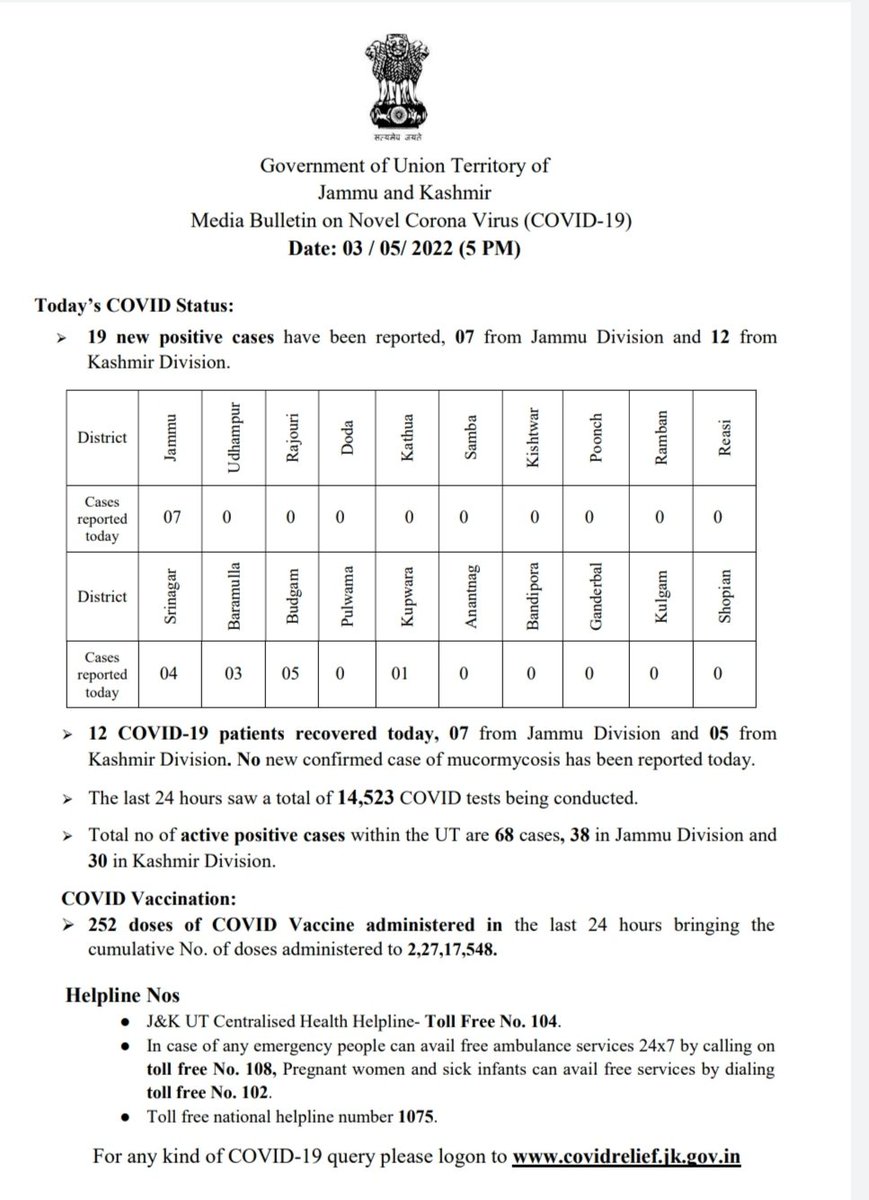 सत्यमेव जयते
Government of Union Territory of
Jammu and Kashmir
Media Bulletin on Novel Corona Virus (COVID-19)
Date: 03 / 05/ 2022 (5 PM)
Today’s COVID Status:
➢ 19 new positive cases have been reported, 07 from Jammu Division and 12 from
Kashmir Division.
District Jammu Udhampur Rajouri Doda Kathua Samba Kishtwar Poonch Ramban Reasi
Cases
reported
today 07 0 0 0 0 0 0 0 0 0
District Srinagar Baramulla Budgam Pulwama Kupwara Anantnag Bandipora Ganderbal Kulgam Shopian
Cases
reported
today 04 03 05 0 01 0 0 0 0 0
➢ 12 COVID-19 patients recovered today, 07 from Jammu Division and 05 from
Kashmir Division. No new confirmed case of mucormycosis has been reported today.
➢ The last 24 hours saw a total of 14,523 COVID tests being conducted.
➢ Total no of active positive cases within the UT are 68 cases, 38 in Jammu Division and
30 in Kashmir Division.
COVID Vaccination:
➢ 252 doses of COVID Vaccine administered in the last 24 hours bringing the
cumulative No. of doses administered to 2,27,17,548.
Helpline Nos
● J&K UT Centralised Health Helpline- Toll Free No. 104.
● In case of any emergency people can avail free ambulance services 24x7 by calling on
toll free No. 108, Pregnant women and sick infants can avail free services by dialing
toll free No. 102.
● Toll free national helpline number 1075.
For any kind of COVID-19 query please logon to www.covidrelief.jk.gov.in